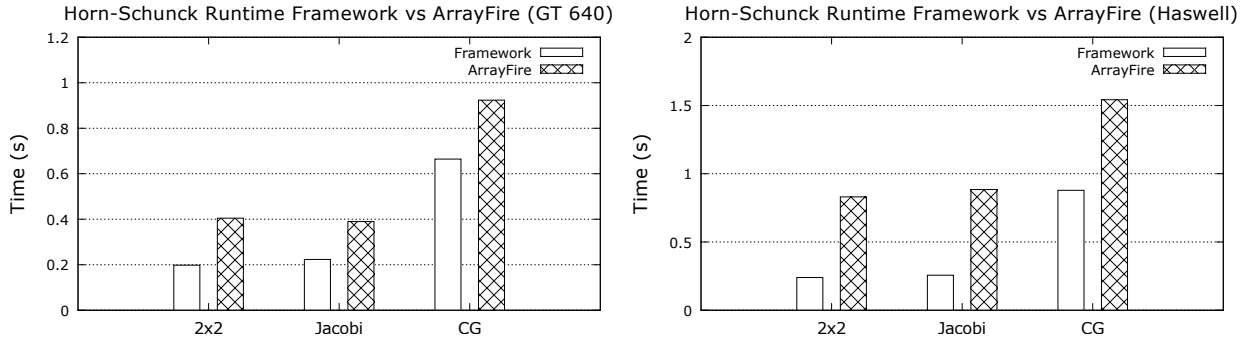 Horn-Schunck Runtime Framework vs ArrayFire (GT 640)
1.2
1
0.8
0.6
0.4
0.2
0
Time (s)
Framework
ArrayFire
2x2
Jacobi
CG
Horn-Schunck Runtime Framework vs ArrayFire (Haswell)
2
1.5
1
0.5
0
Time (s)
Framework
ArrayFire
2x2
Jacobi
CG